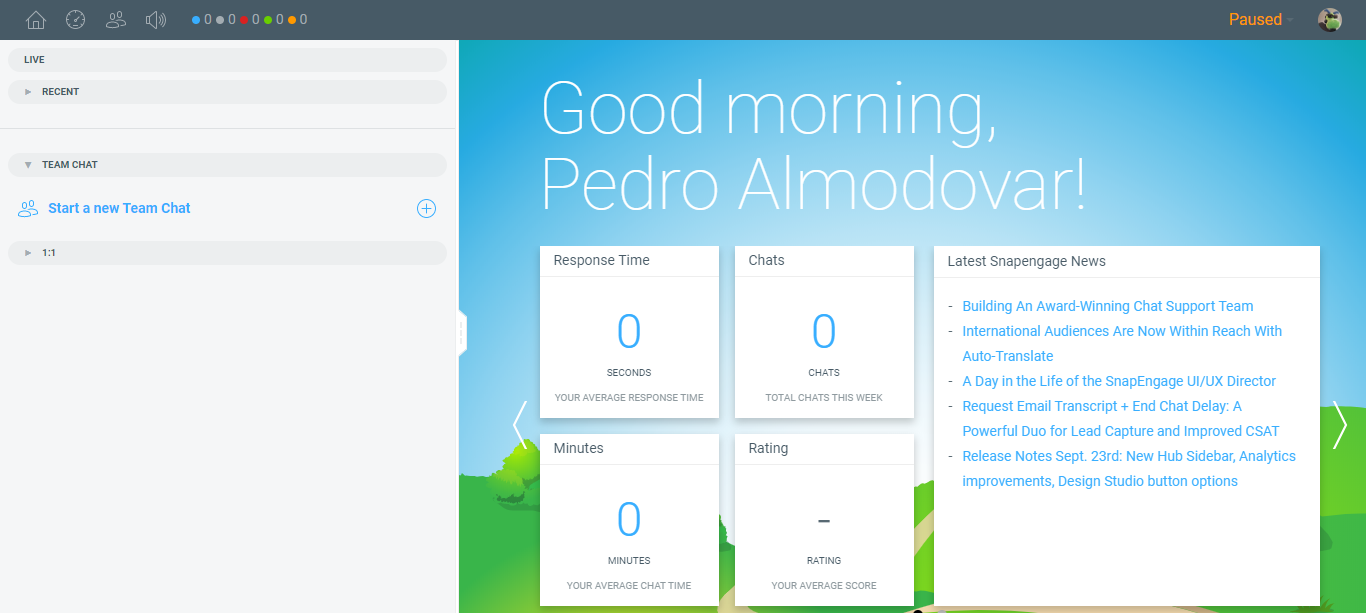 0 0 0 0 0
Paused
LIVE
RECENT
TEAM CHAT
Start a new Team Chat
1:1
Good morning,
Pedro Almodovar!
Response Time
0
SECONDS
YOUR AVERAGE RESPONSE TIME
Chats
0
CHATS
TOTAL CHATS THIS WEEK
Minutes
0
MINUTES
YOUR AVERAGE CHAT TIME
Rating
-
RATING
YOUR AVERAGE SCORE
Latest Snapengage News
- Building An Award-Winning Chat Support Team
- International Audiences Are Now Within Reach With
Auto-Translate
- A Day in the Life of the SnapEngage UI/UX Director
- Request Email Transcript + End Chat Delay: A
Powerful Duo for Lead Capture and Improved CSAT
- Release Notes Sept. 23rd: New Hub Sidebar, Analytics
improvements, Design Studio button options